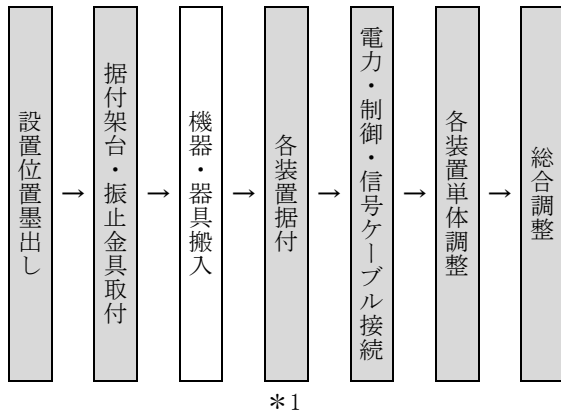 設置位置墨出し
→
据付架台・振止金具取付
→
機器・器具搬入
→
各装置据付
→
電力・制御・信号ケーブル接続
→
各装置単体調整
→
総合調整
＊1